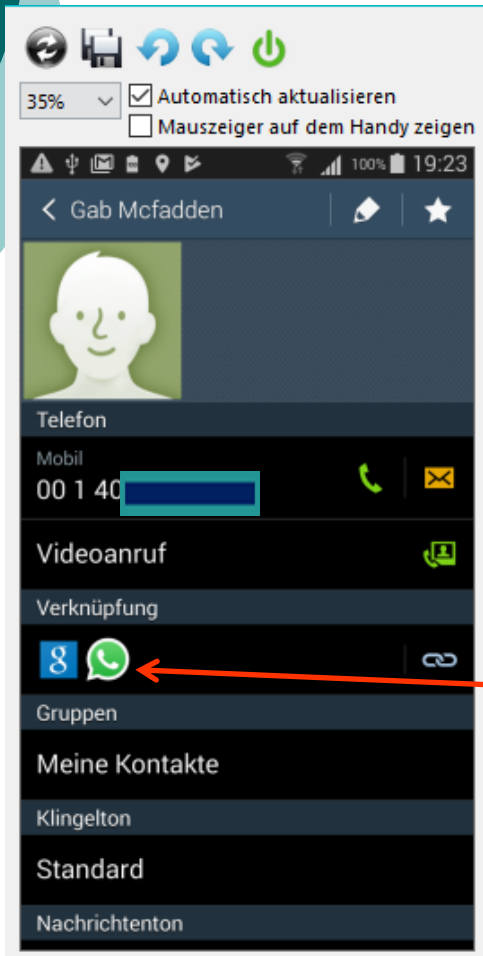 35%
Automatisch aktualisieren
Mauszeiger auf dem Handy zeigen
100% 19:23
Gab Mcfadden
Telefon
Mobil
00 1 40
Videoanruf
Verknüpfung
8
Gruppen
Meine Kontakte
Klingelton
Standard
Nachrichtenton